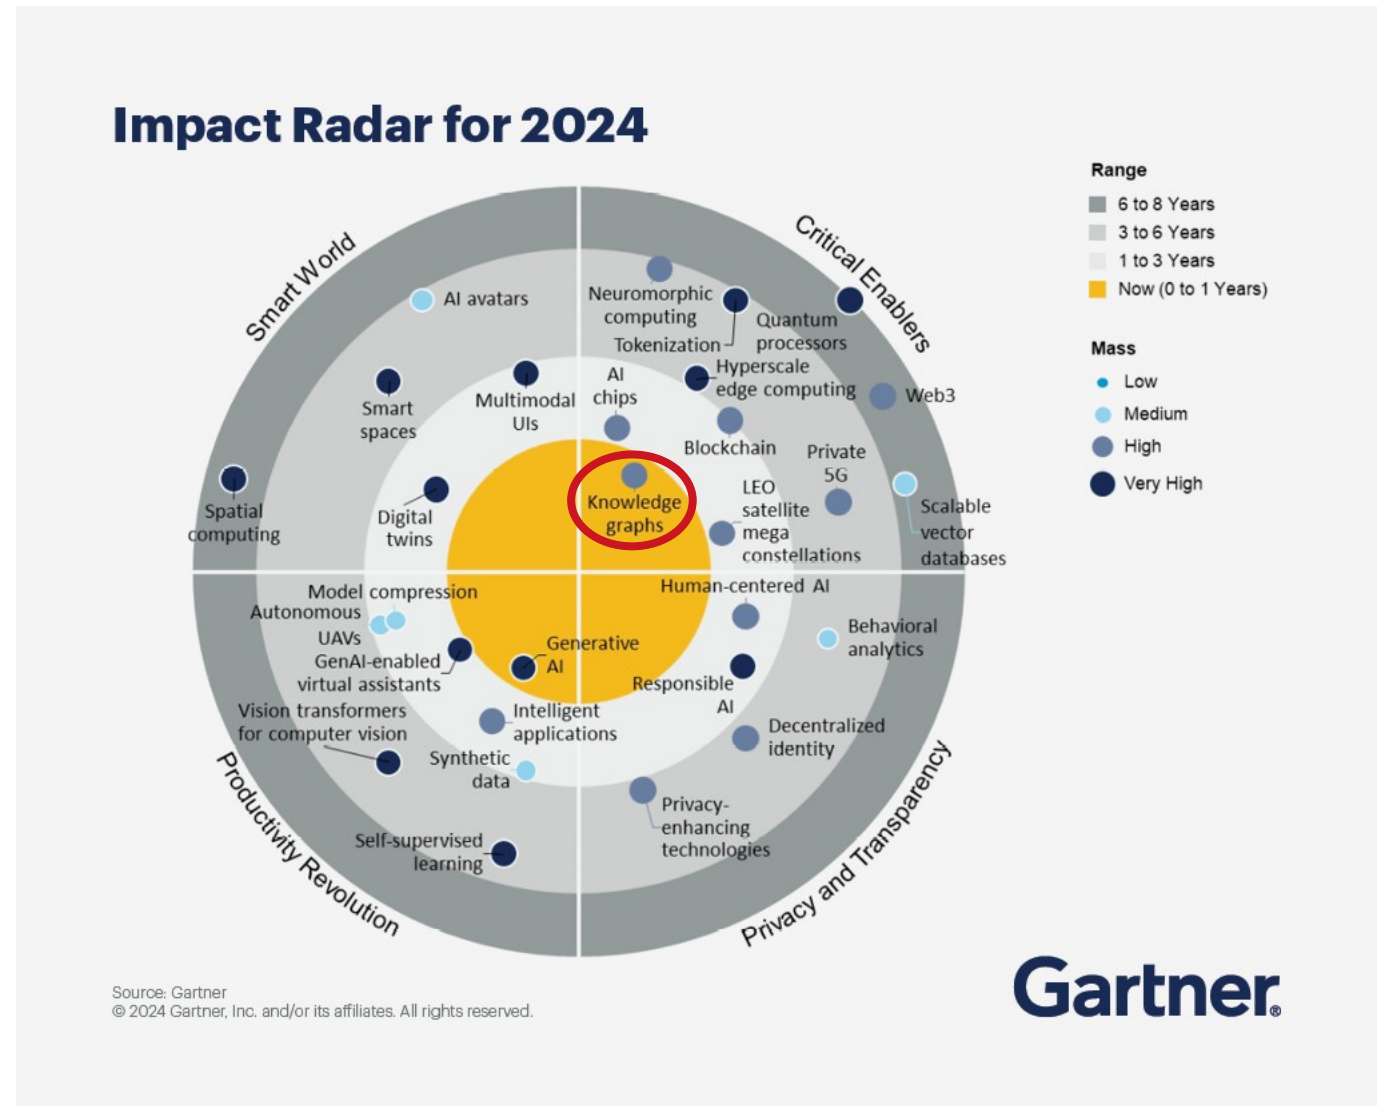 Impact Radar for 2024
Range
6 to 8 Years
3 to 6 Years
1 to 3 Years
Now (0 to 1 Years)
Mass
Low
Medium
High
Very High
Smart World
AI avatars
Smart
spaces
Multimodal
UIs
Spatial
computing
Digital
twins
Critical Enablers
Neuromorphic
computing
Tokenization
Quantum
processors
Hyperscale
edge computing
AI
chips
Web3
Blockchain
Private
5G
Knowledge
graphs
LEO
satellite
mega
constellations
Scalable
vector
databases
Model compression
Autonomous
UAVs
GenAI-enabled
virtual assistants
Generative
AI
Vision transformers
for computer vision
Intelligent
applications
Synthetic
data
Self-supervised
learning
Productivity Revolution
Human-centered AI
Behavioral
analytics
Responsible
AI
Decentralized
identity
Privacy-
enhancing
technologies
Privacy and Transparency
Source: Gartner
© 2024 Gartner, Inc. and/or its affiliates. All rights reserved.
Gartner®